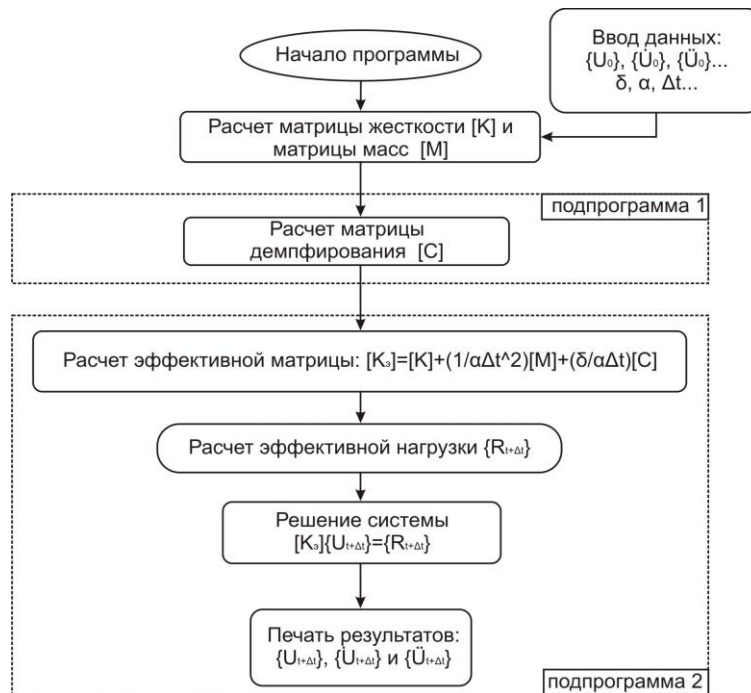 Начало программы
Ввод данных:
{U₀}, {U̇₀}, {Ü₀}...
δ, α, Δt...
Расчет матрицы жесткости [K] и
матрицы масс [M]
подпрограмма 1
Расчет матрицы
демпфирования [C]
Расчет эффективной матрицы: [Kэ]=[K]+(1/αΔt^2)[M]+(δ/αΔt)[C]
Расчет эффективной нагрузки {Rt+Δt}
Решение системы
[Kэ]{Ut+Δt}={Rt+Δt}
Печать результатов:
{Ut+Δt}, {U̇t+Δt} и {Üt+Δt}
подпрограмма 2